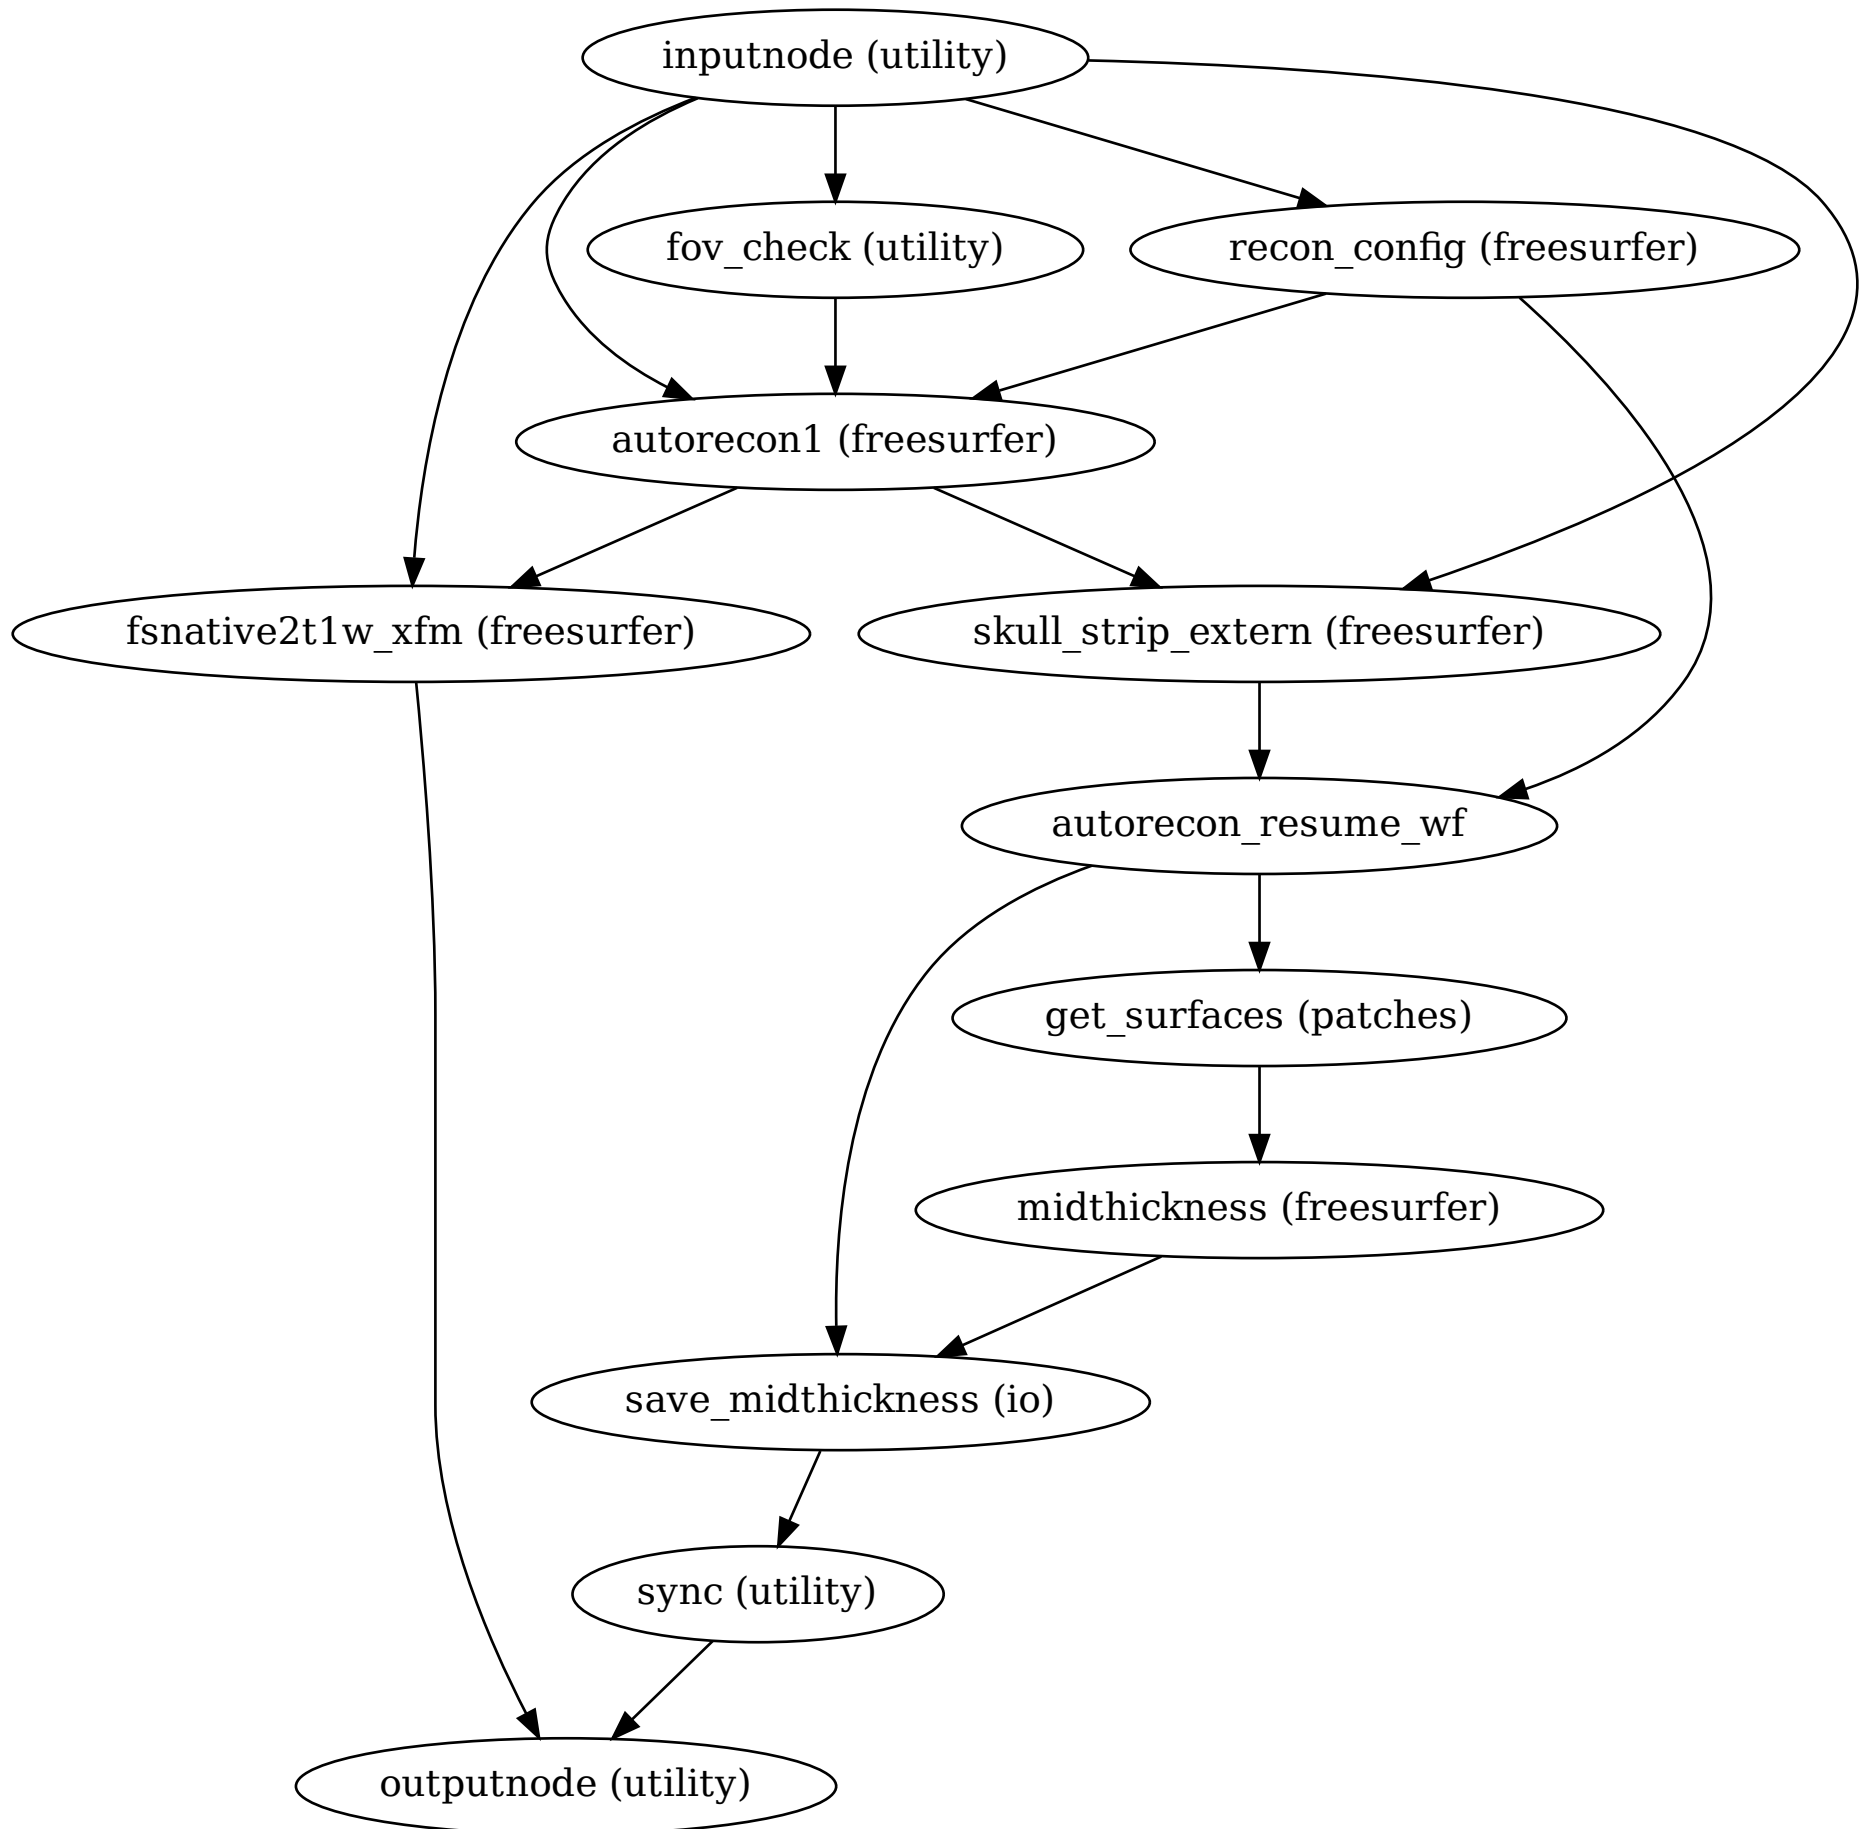 inputnode (utility)
fov_check (utility)
recon_config (freesurfer)
autorecon1 (freesurfer)
fsnative2t1w_xfm (freesurfer)
skull_strip_extern (freesurfer)
autorecon_resume_wf
get_surfaces (patches)
midthickness (freesurfer)
save_midthickness (io)
sync (utility)
outputnode (utility)